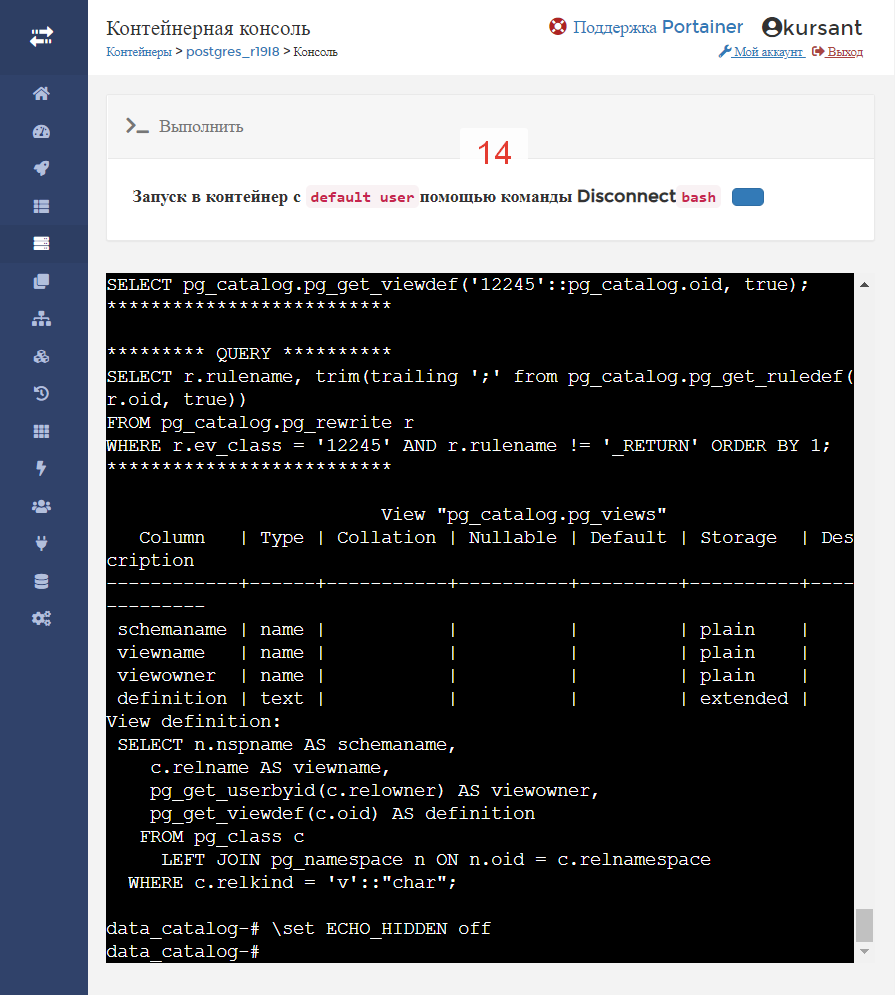 Контейнерная консоль
Поддержка Portainer kursant
Контейнеры > postgres_r19l8 > Консоль
Мой аккаунт Выход
Выполнить
14
Запуск в контейнер с default user помощью команды Disconnect bash
SELECT pg_catalog.pg_get_viewdef('12245'::pg_catalog.oid, true);
**************************
********* QUERY **********
SELECT r.rulename, trim(trailing ';' from pg_catalog.pg_get_ruledef(
r.oid, true))
FROM pg_catalog.pg_rewrite r
WHERE r.ev_class = '12245' AND r.rulename != '_RETURN' ORDER BY 1;
**************************
View "pg_catalog.pg_views"
Column | Type | Collation | Nullable | Default | Storage | Des
cription
------------+------+-----------+----------+---------+----------+----
---------
schemaname | name | | | | plain |
viewname | name | | | | plain |
viewowner | name | | | | plain |
definition | text | | | | extended |
View definition:
SELECT n.nspname AS schemaname,
c.relname AS viewname,
pg_get_userbyid(c.relowner) AS viewowner,
pg_get_viewdef(c.oid) AS definition
FROM pg_class c
LEFT JOIN pg_namespace n ON n.oid = c.relnamespace
WHERE c.relkind = 'v'::"char";
data_catalog-# \set ECHO_HIDDEN off
data_catalog-#